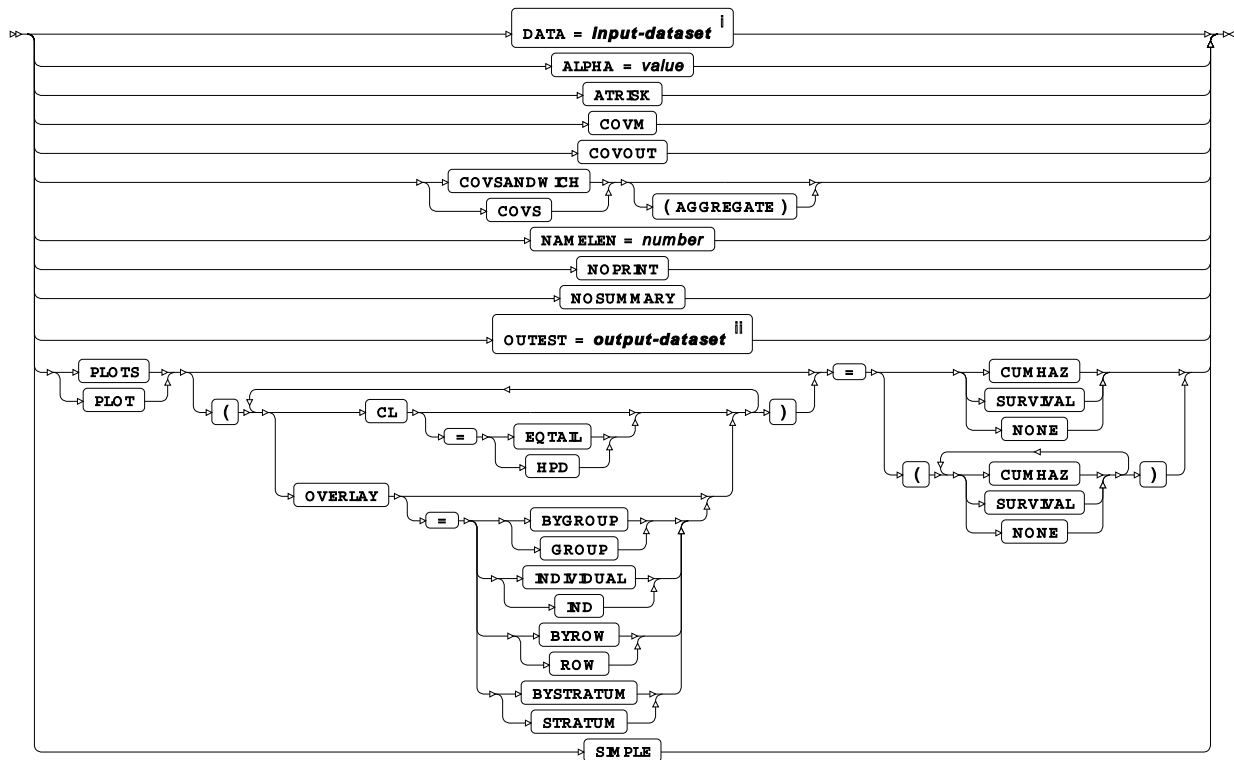 DATA = input-dataset i
ALPHA = value
ATRISK
COVM
COVOUT
COVSANDWICH
COVS
( AGGREGATE )
NAMELEN = number
NOPRINT
NOSUMMARY
OUTEST = output-dataset ii
PLOTS
PLOT
(
CL
=
EQTAIL
HPD
OVERLAY
=
BYGROUP
GROUP
INDIVIDUAL
IND
BYROW
ROW
BYSTRATUM
STRATUM
)
=
CUMHAZ
SURVIVAL
NONE
(
CUMHAZ
SURVIVAL
NONE
)
SIMPLE